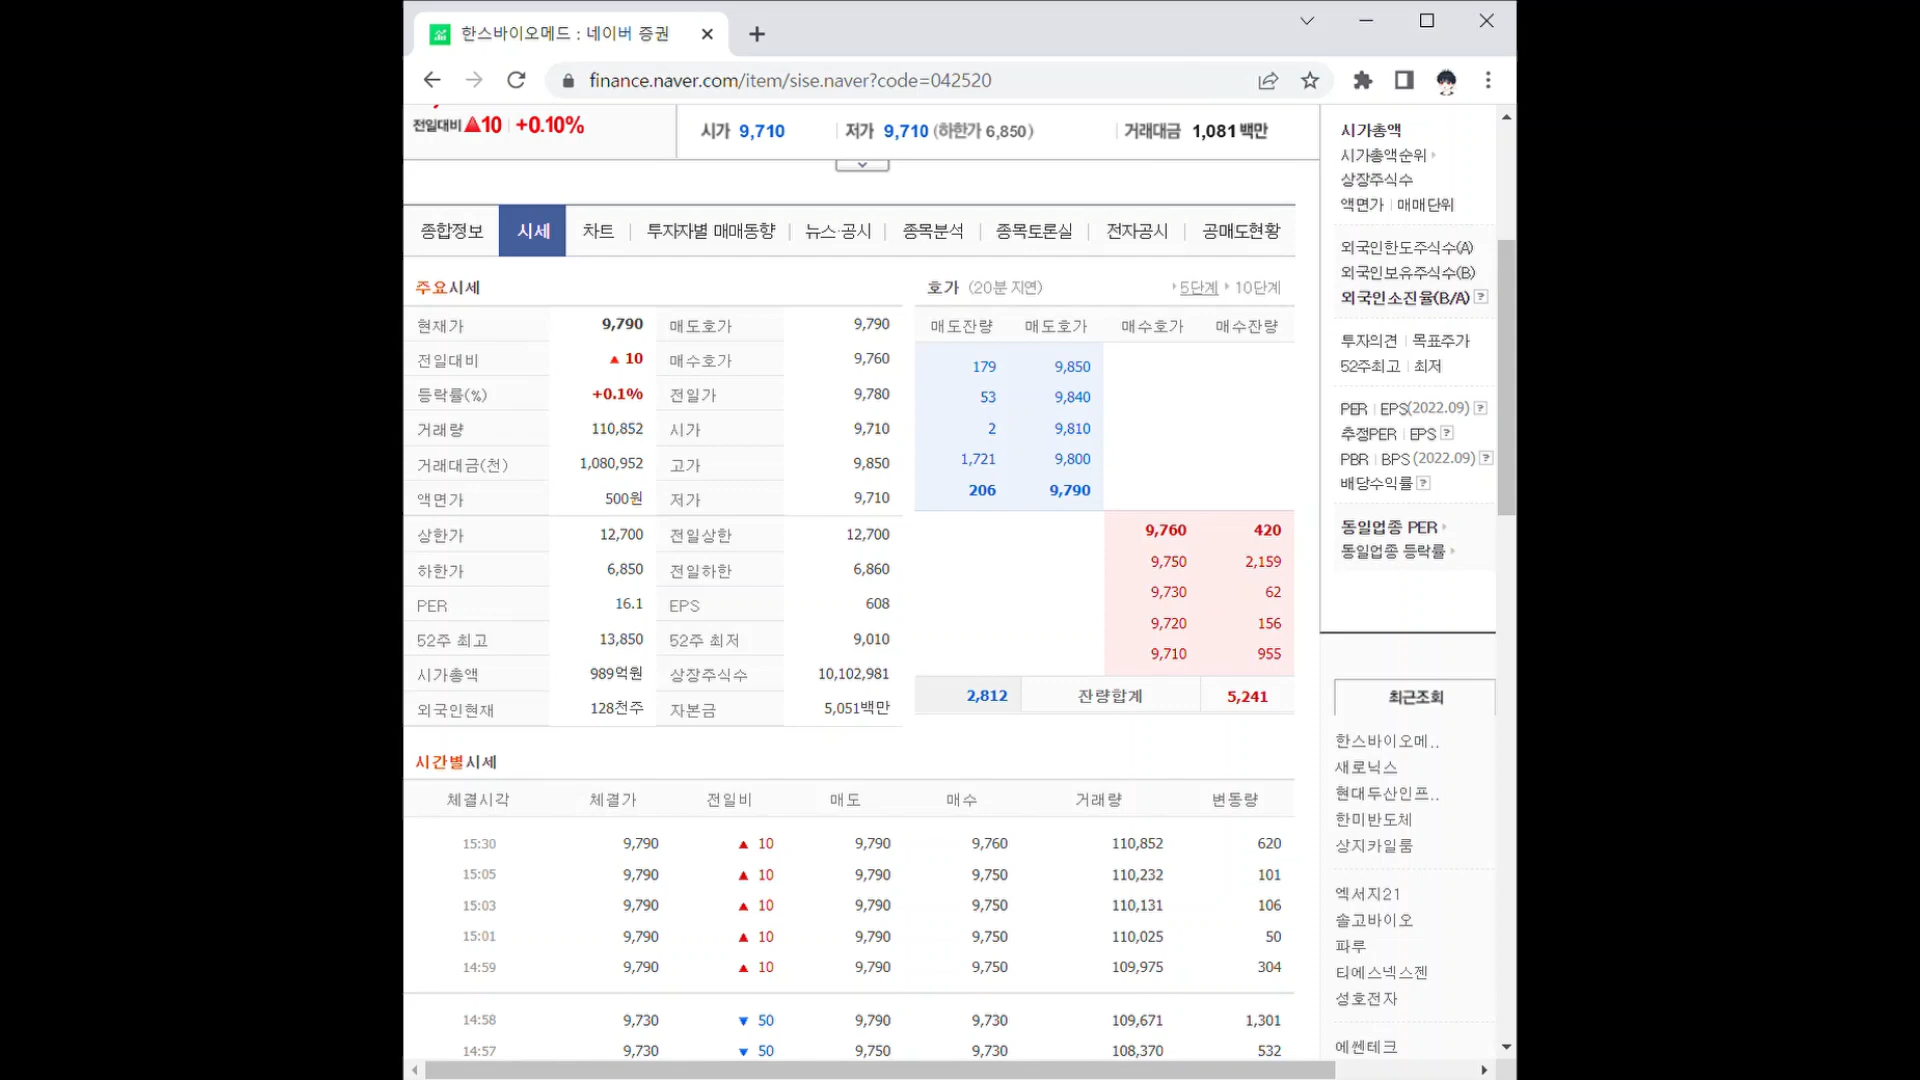 한스바이오메드 : 네이버 증권
finance.naver.com/item/sise.naver?code=042520
전일대비 ▲10 +0.10%
시가 9,710 저가 9,710 (하한가 6,850) 거래대금 1,081 백만
종합정보 시세 차트 투자자별 매매동향 뉴스·공시 종목분석 종목토론실 전자공시 공매도현황
주요시세
현재가 9,790 매도호가 9,790
전일대비 ▲ 10 매수호가 9,760
등락률(%) +0.1% 전일가 9,780
거래량 110,852 시가 9,710
거래대금(천) 1,080,952 고가 9,850
액면가 500원 저가 9,710
상한가 12,700 전일상한 12,700
하한가 6,850 전일하한 6,860
PER 16.1 EPS 608
52주 최고 13,850 52주 최저 9,010
시가총액 989억원 상장주식수 10,102,981
외국인현재 128천주 자본금 5,051백만
호가 (20분 지연) 5단계 10단계
매도잔량 매도호가 매수호가 매수잔량
179 9,850
53 9,840
2 9,810
1,721 9,800
206 9,790
9,760 420
9,750 2,159
9,730 62
9,720 156
9,710 955
2,812 잔량합계 5,241
시간별시세
체결시각 체결가 전일비 매도 매수 거래량 변동량
15:30 9,790 ▲ 10 9,790 9,760 110,852 620
15:05 9,790 ▲ 10 9,790 9,750 110,232 101
15:03 9,790 ▲ 10 9,790 9,750 110,131 106
15:01 9,790 ▲ 10 9,790 9,750 110,025 50
14:59 9,790 ▲ 10 9,790 9,750 109,975 304
14:58 9,730 ▼ 50 9,790 9,730 109,671 1,301
14:57 9,730 ▼ 50 9,750 9,730 108,370 532
시가총액
시가총액순위
상장주식수
액면가 | 매매단위
외국인한도주식수(A)
외국인보유주식수(B)
외국인소진율(B/A) ?
투자의견 | 목표주가
52주최고 | 최저
PER | EPS(2022.09) ?
추정PER | EPS ?
PBR | BPS (2022.09) ?
배당수익률 ?
동일업종 PER
동일업종 등락률
최근조회
한스바이오메..
새로닉스
현대두산인프..
한미반도체
상지카일룸
엑서지21
솔고바이오
파루
티에스넥스젠
성호전자
에쎈테크